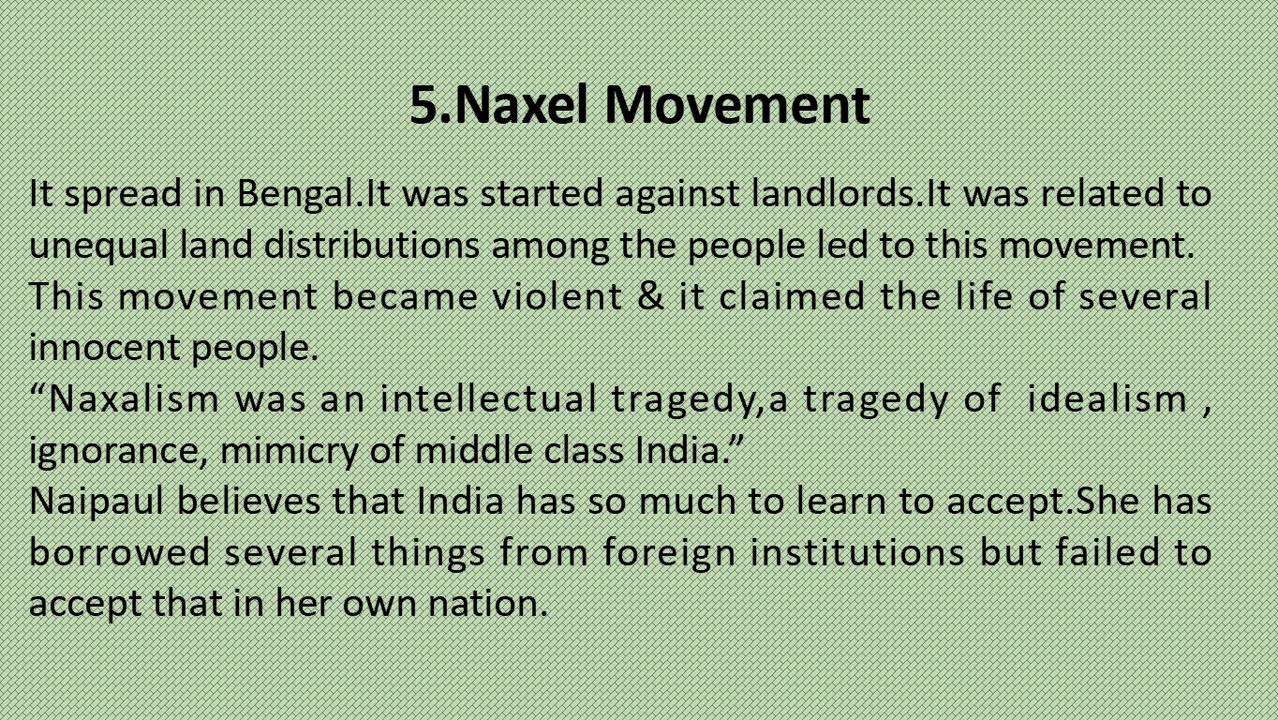 5.Naxel Movement
It spread in Bengal.It was started against landlords.It was related to
unequal land distributions among the people led to this movement.
This movement became violent & it claimed the life of several
innocent people.
“Naxalism was an intellectual tragedy,a tragedy of  idealism ,
ignorance, mimicry of middle class India.”
Naipaul believes that India has so much to learn to accept.She has
borrowed several things from foreign institutions but failed to
accept that in her own nation.